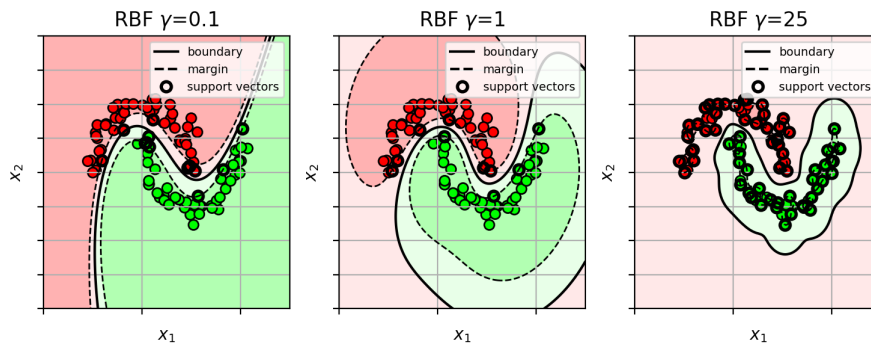 RBF γ=0.1
boundary
margin
support vectors
x₂
x₁
RBF γ=1
boundary
margin
support vectors
x₂
x₁
RBF γ=25
boundary
margin
support vectors
x₂
x₁